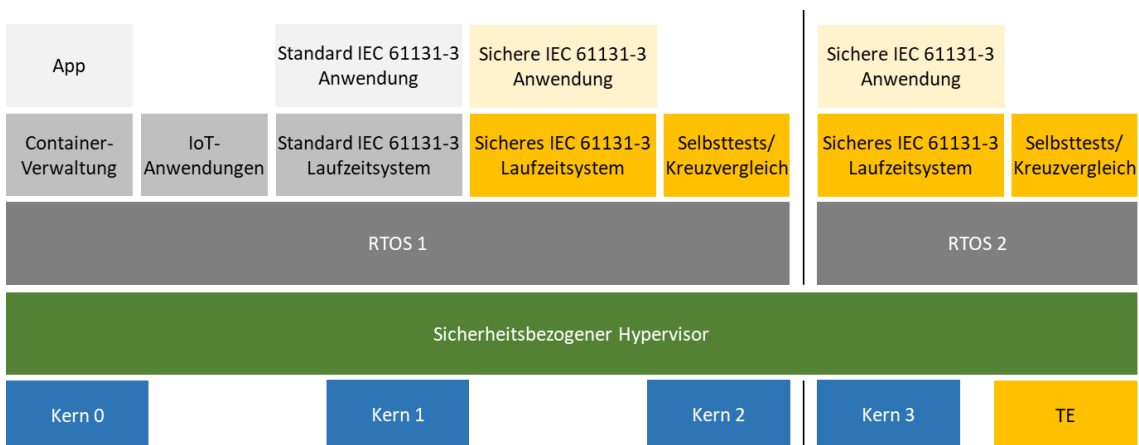 App
Standard IEC 61131-3
Anwendung
Sichere IEC 61131-3
Anwendung
Sichere IEC 61131-3
Anwendung
Container-
Verwaltung
IoT-
Anwendungen
Standard IEC 61131-3
Laufzeitsystem
Sicheres IEC 61131-3
Laufzeitsystem
Selbsttests/
Kreuzvergleich
Sicheres IEC 61131-3
Laufzeitsystem
Selbsttests/
Kreuzvergleich
RTOS 1
RTOS 2
Sicherheitsbezogener Hypervisor
Kern 0
Kern 1
Kern 2
Kern 3
TE